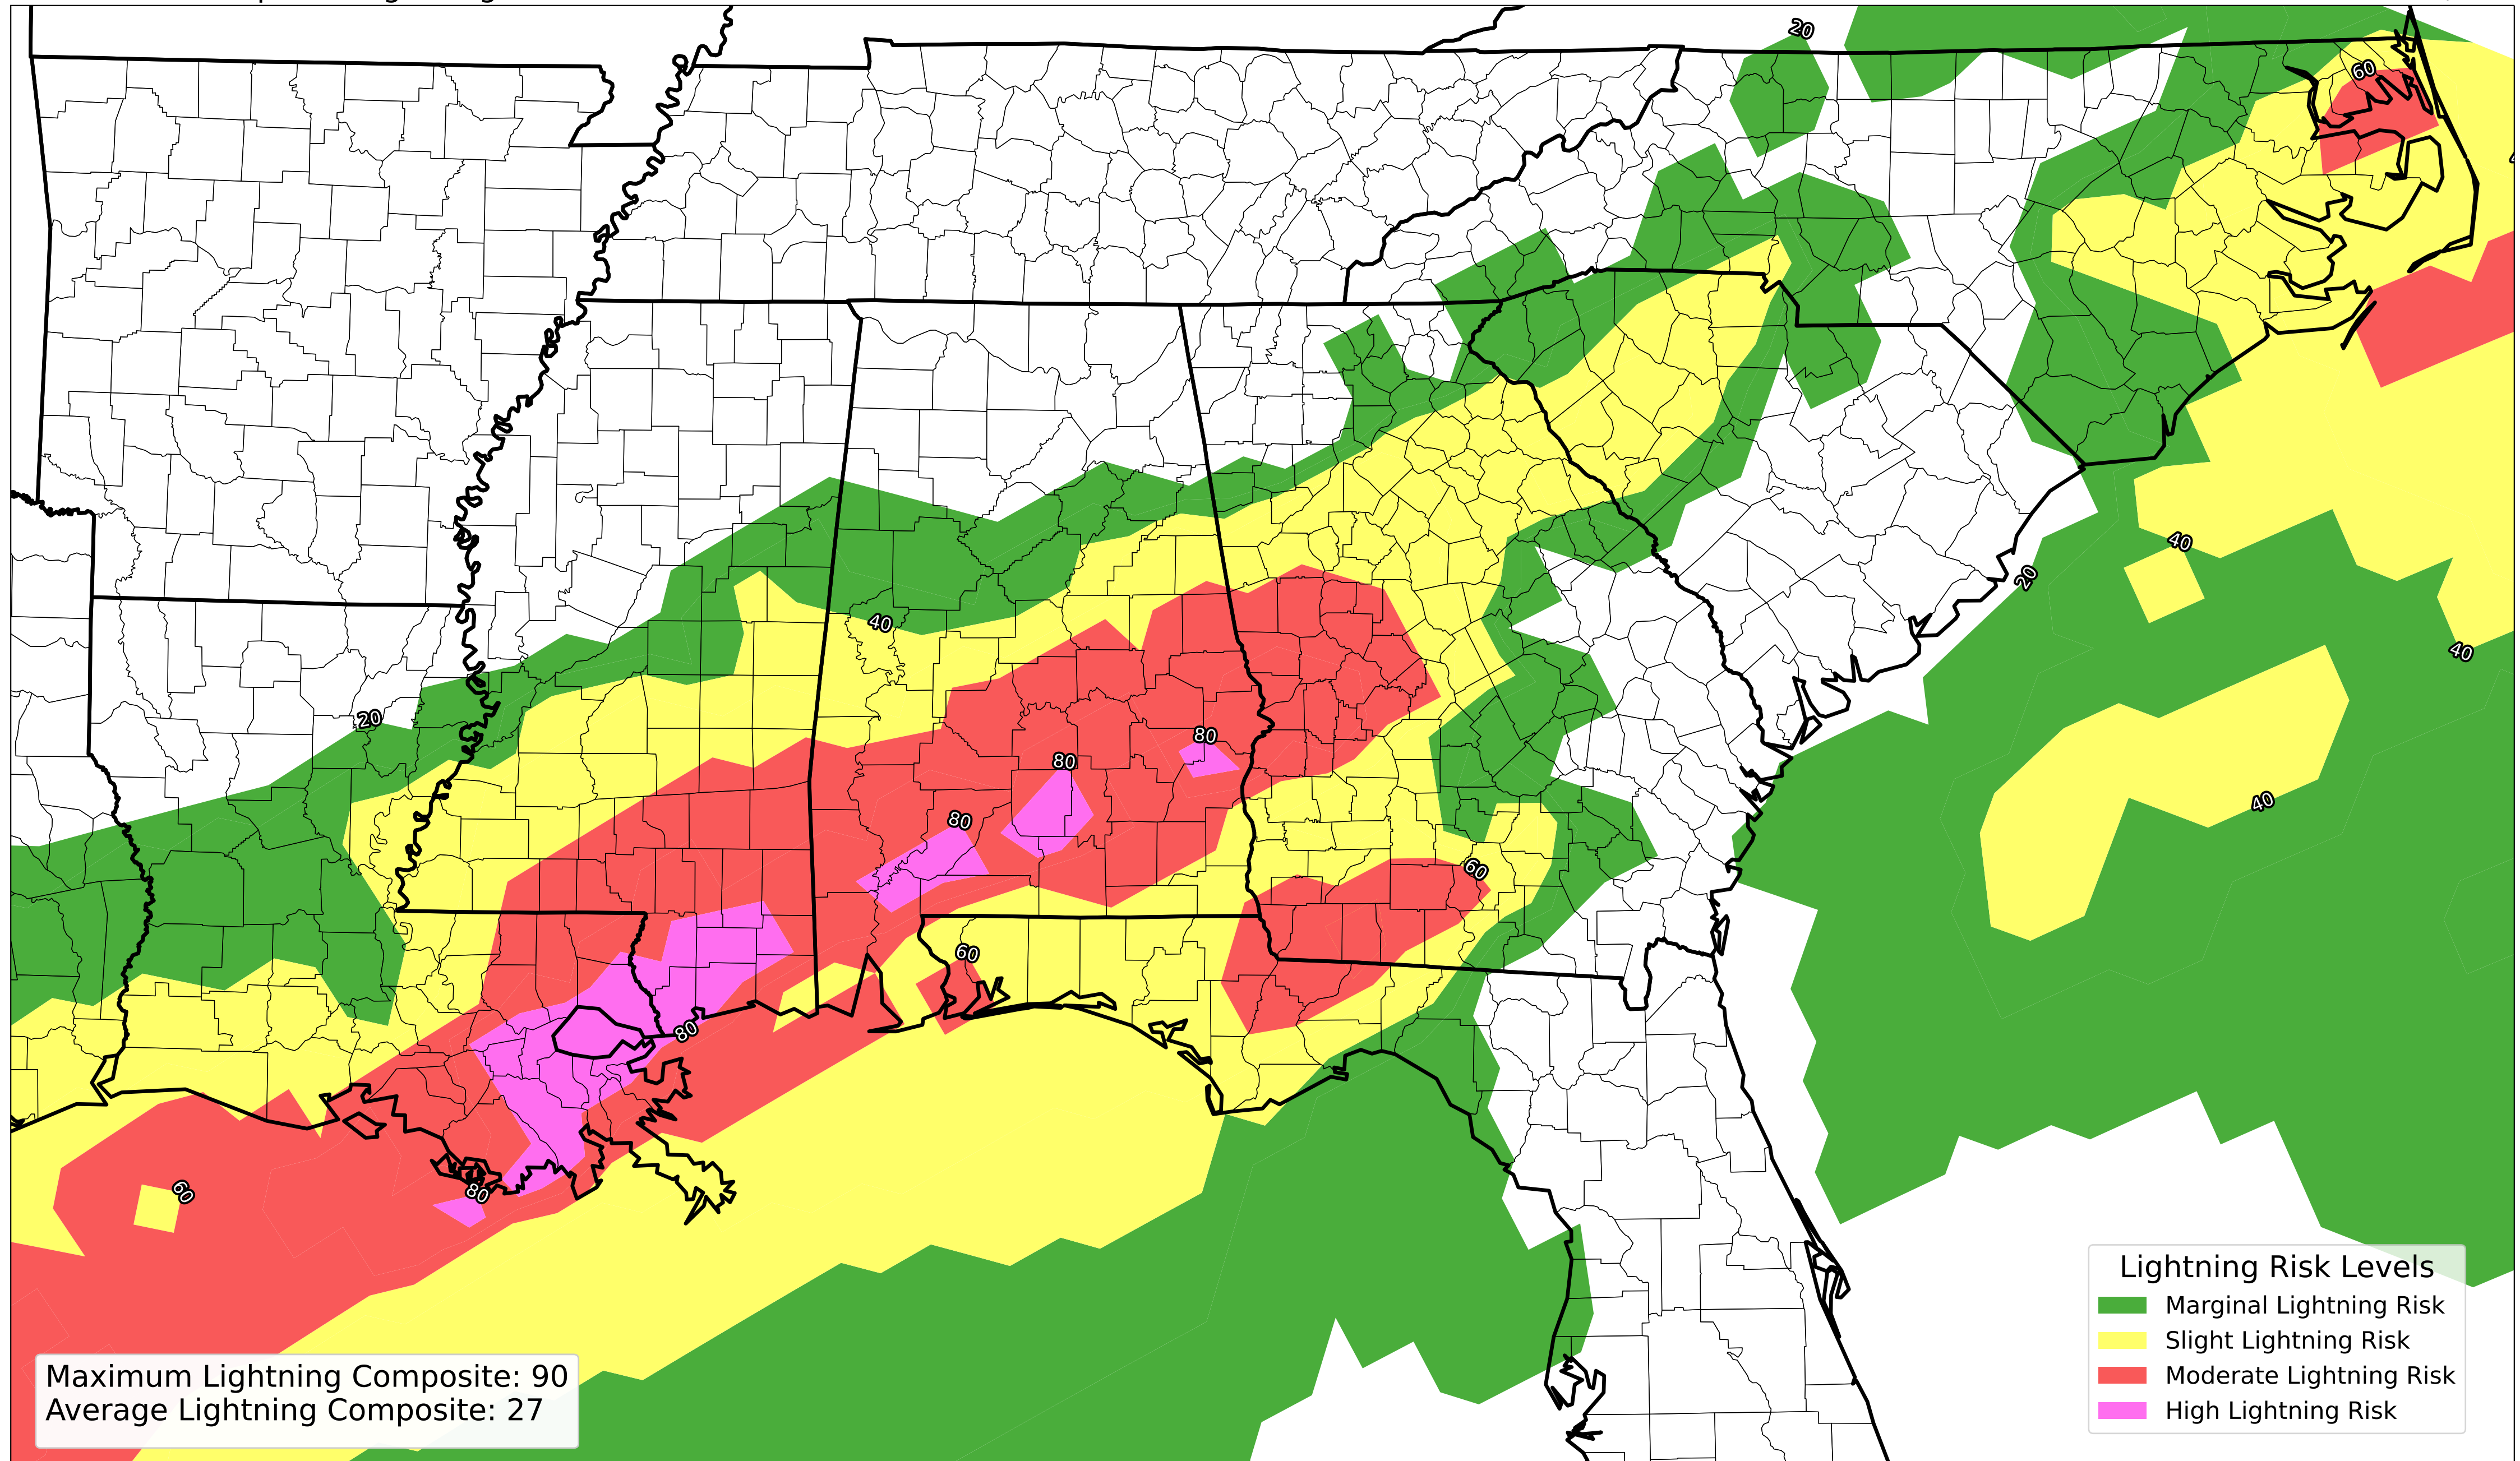 20
60
40
20
40
40
20
80
80
40
80
60
60
80
60
80
Lightning Risk Levels
Marginal Lightning Risk
Slight Lightning Risk
Moderate Lightning Risk
High Lightning Risk
Maximum Lightning Composite: 90
Average Lightning Composite: 27